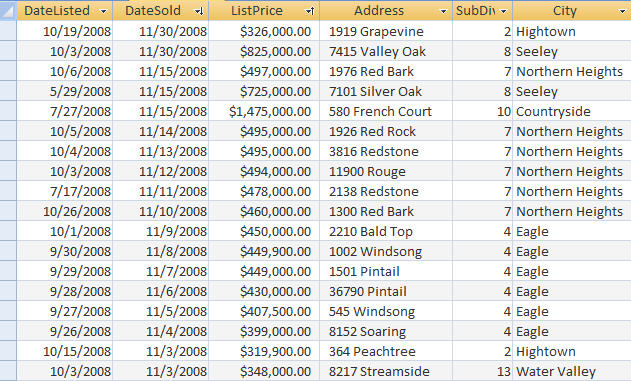 DateListed DateSold ListPrice Address SubDiv City
10/19/2008 11/30/2008 $326,000.00 1919 Grapevine 2 Hightown
10/3/2008 11/30/2008 $825,000.00 7415 Valley Oak 8 Seeley
10/6/2008 11/15/2008 $497,000.00 1976 Red Bark 7 Northern Heights
5/29/2008 11/15/2008 $725,000.00 7101 Silver Oak 8 Seeley
7/27/2008 11/15/2008 $1,475,000.00 580 French Court 10 Countryside
10/5/2008 11/14/2008 $495,000.00 1926 Red Rock 7 Northern Heights
10/4/2008 11/13/2008 $495,000.00 3816 Redstone 7 Northern Heights
10/3/2008 11/12/2008 $494,000.00 11900 Rouge 7 Northern Heights
7/17/2008 11/11/2008 $478,000.00 2138 Redstone 7 Northern Heights
10/26/2008 11/10/2008 $460,000.00 1300 Red Bark 7 Northern Heights
10/1/2008 11/9/2008 $450,000.00 2210 Bald Top 4 Eagle
9/30/2008 11/8/2008 $449,900.00 1002 Windsong 4 Eagle
9/29/2008 11/7/2008 $449,000.00 1501 Pintail 4 Eagle
9/28/2008 11/6/2008 $430,000.00 36790 Pintail 4 Eagle
9/27/2008 11/5/2008 $407,500.00 545 Windsong 4 Eagle
9/26/2008 11/4/2008 $399,000.00 8152 Soaring 4 Eagle
10/15/2008 11/3/2008 $319,900.00 364 Peachtree 2 Hightown
10/3/2008 11/3/2008 $348,000.00 8217 Streamside 13 Water Valley